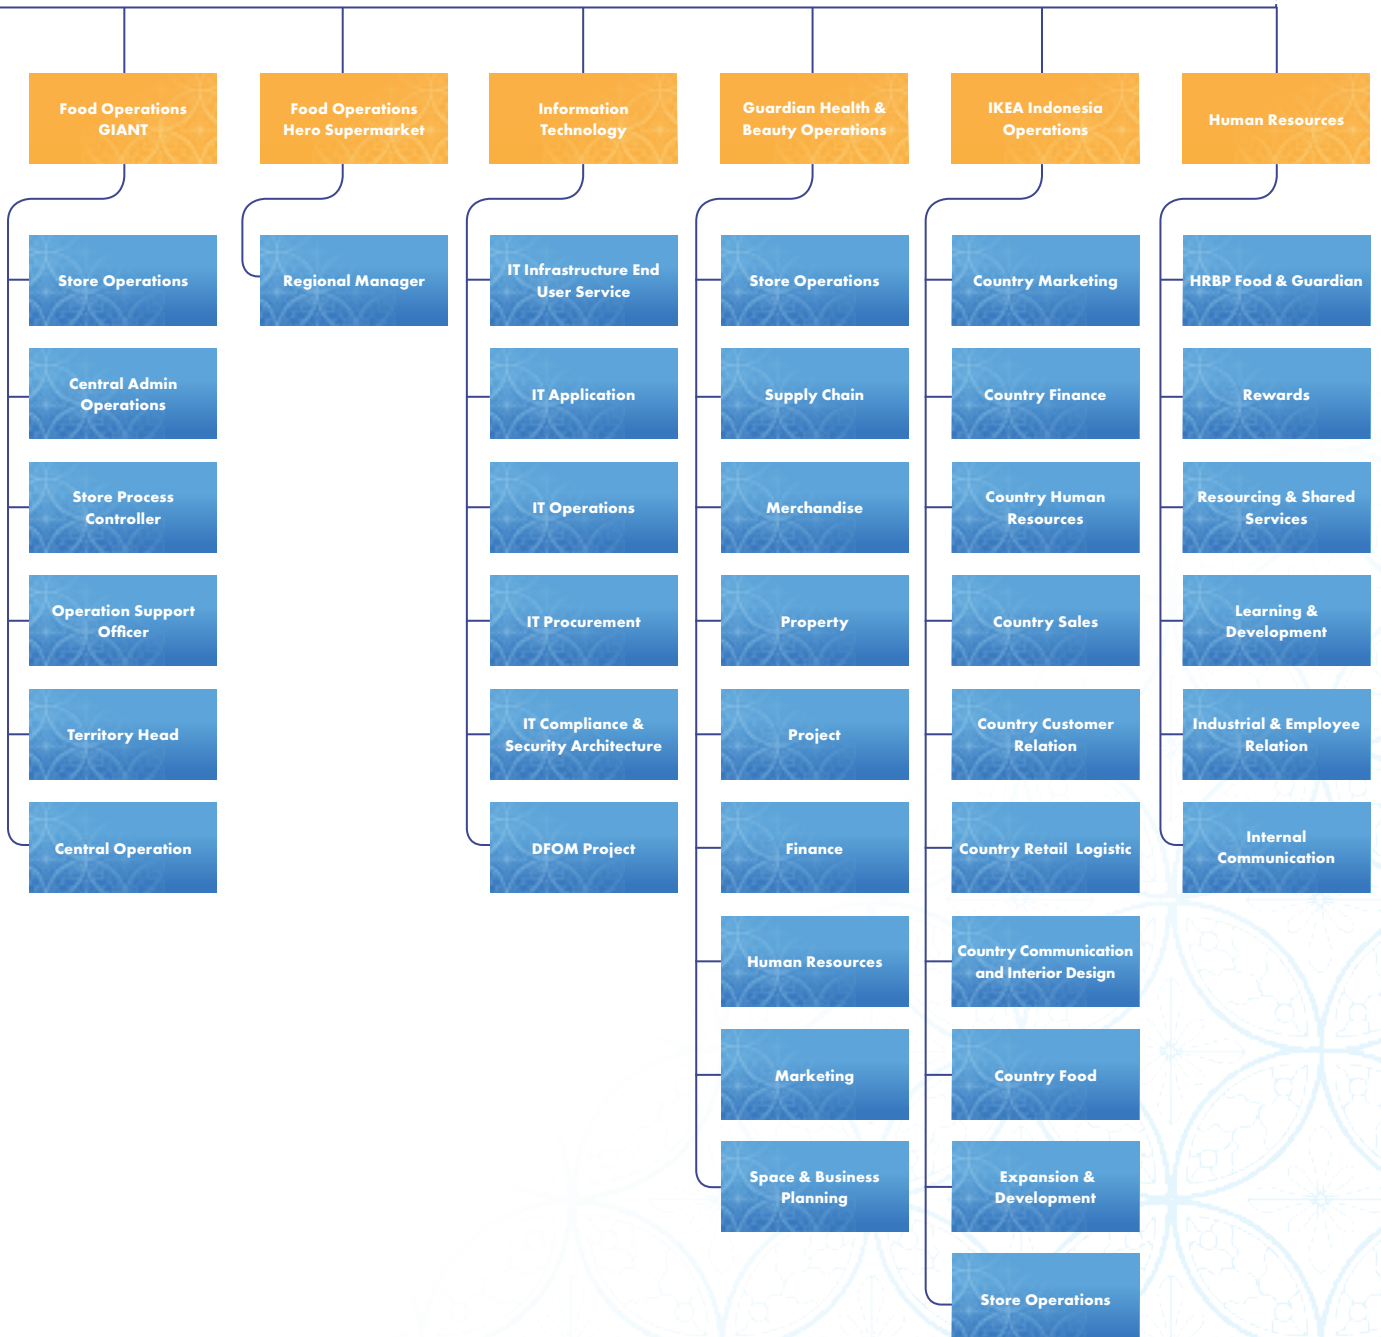 Food Operations
GIANT
Food Operations
Hero Supermarket
Information
Technology
Guardian Health &
Beauty Operations
IKEA Indonesia
Operations
Human Resources
Store Operations
Central Admin
Operations
Store Process
Controller
Operation Support
Officer
Territory Head
Central Operation
Regional Manager
IT Infrastructure End
User Service
IT Application
IT Operations
IT Procurement
IT Compliance &
Security Architecture
DFOM Project
Store Operations
Supply Chain
Merchandise
Property
Project
Finance
Human Resources
Marketing
Space & Business
Planning
Country Marketing
Country Finance
Country Human
Resources
Country Sales
Country Customer
Relation
Country Retail  Logistic
Country Communication
and Interior Design
Country Food
Expansion &
Development
Store Operations
HRBP Food & Guardian
Rewards
Resourcing & Shared
Services
Learning &
Development
Industrial & Employee
Relation
Internal
Communication